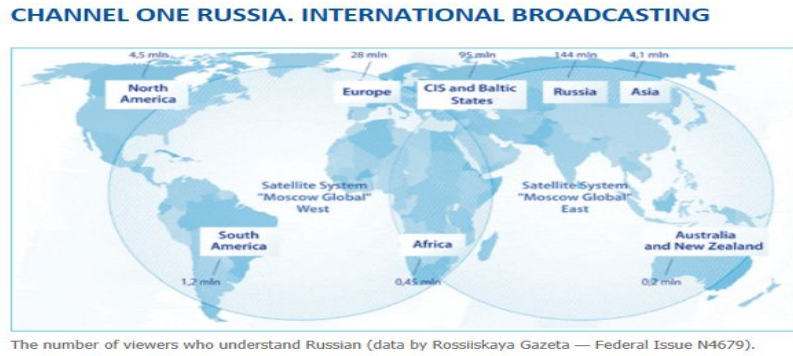 CHANNEL ONE RUSSIA. INTERNATIONAL BROADCASTING
4,5 mln
28 mln
95 mln
144 mln
4,1 mln
North
America
Europe
CIS and Baltic
States
Russia
Asia
Satellite System
"Moscow Global"
West
Satellite System
"Moscow Global"
East
South
America
Africa
Australia
and New Zealand
1,2 mln
0,45 mln
0,2 mln
The number of viewers who understand Russian (data by Rossiiskaya Gazeta — Federal Issue N4679).